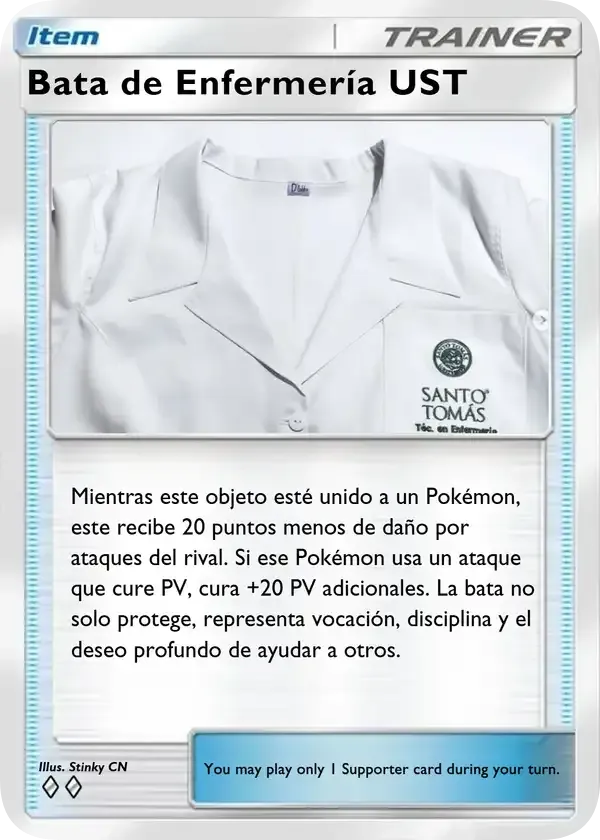 Item
TRAINER
Bata de Enfermería UST
SANTO TOMÁS
SANTO
TOMÁS
Téc. en Enfermería
Mientras este objeto esté unido a un Pokémon,
este recibe 20 puntos menos de daño por
ataques del rival. Si ese Pokémon usa un ataque
que cure PV, cura +20 PV adicionales. La bata no
solo protege, representa vocación, disciplina y el
deseo profundo de ayudar a otros.
Illus. Stinky CN
You may play only 1 Supporter card during your turn.